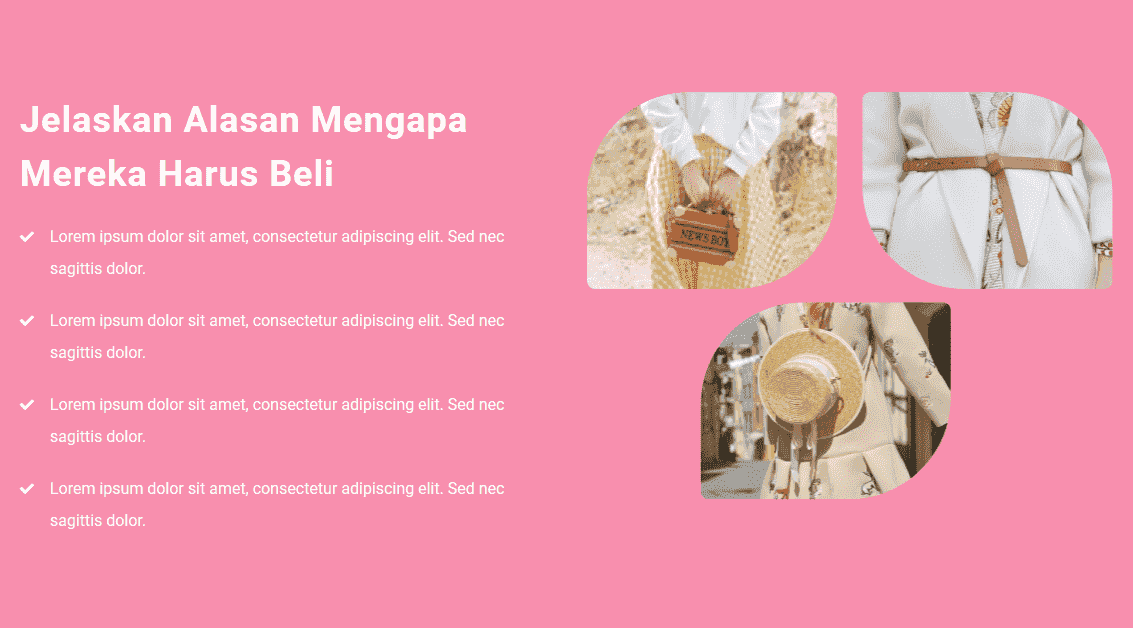 Jelaskan Alasan Mengapa
Mereka Harus Beli
Lorem ipsum dolor sit amet, consectetur adipiscing elit. Sed nec
sagittis dolor.
Lorem ipsum dolor sit amet, consectetur adipiscing elit. Sed nec
sagittis dolor.
Lorem ipsum dolor sit amet, consectetur adipiscing elit. Sed nec
sagittis dolor.
Lorem ipsum dolor sit amet, consectetur adipiscing elit. Sed nec
sagittis dolor.
NEWS BOY